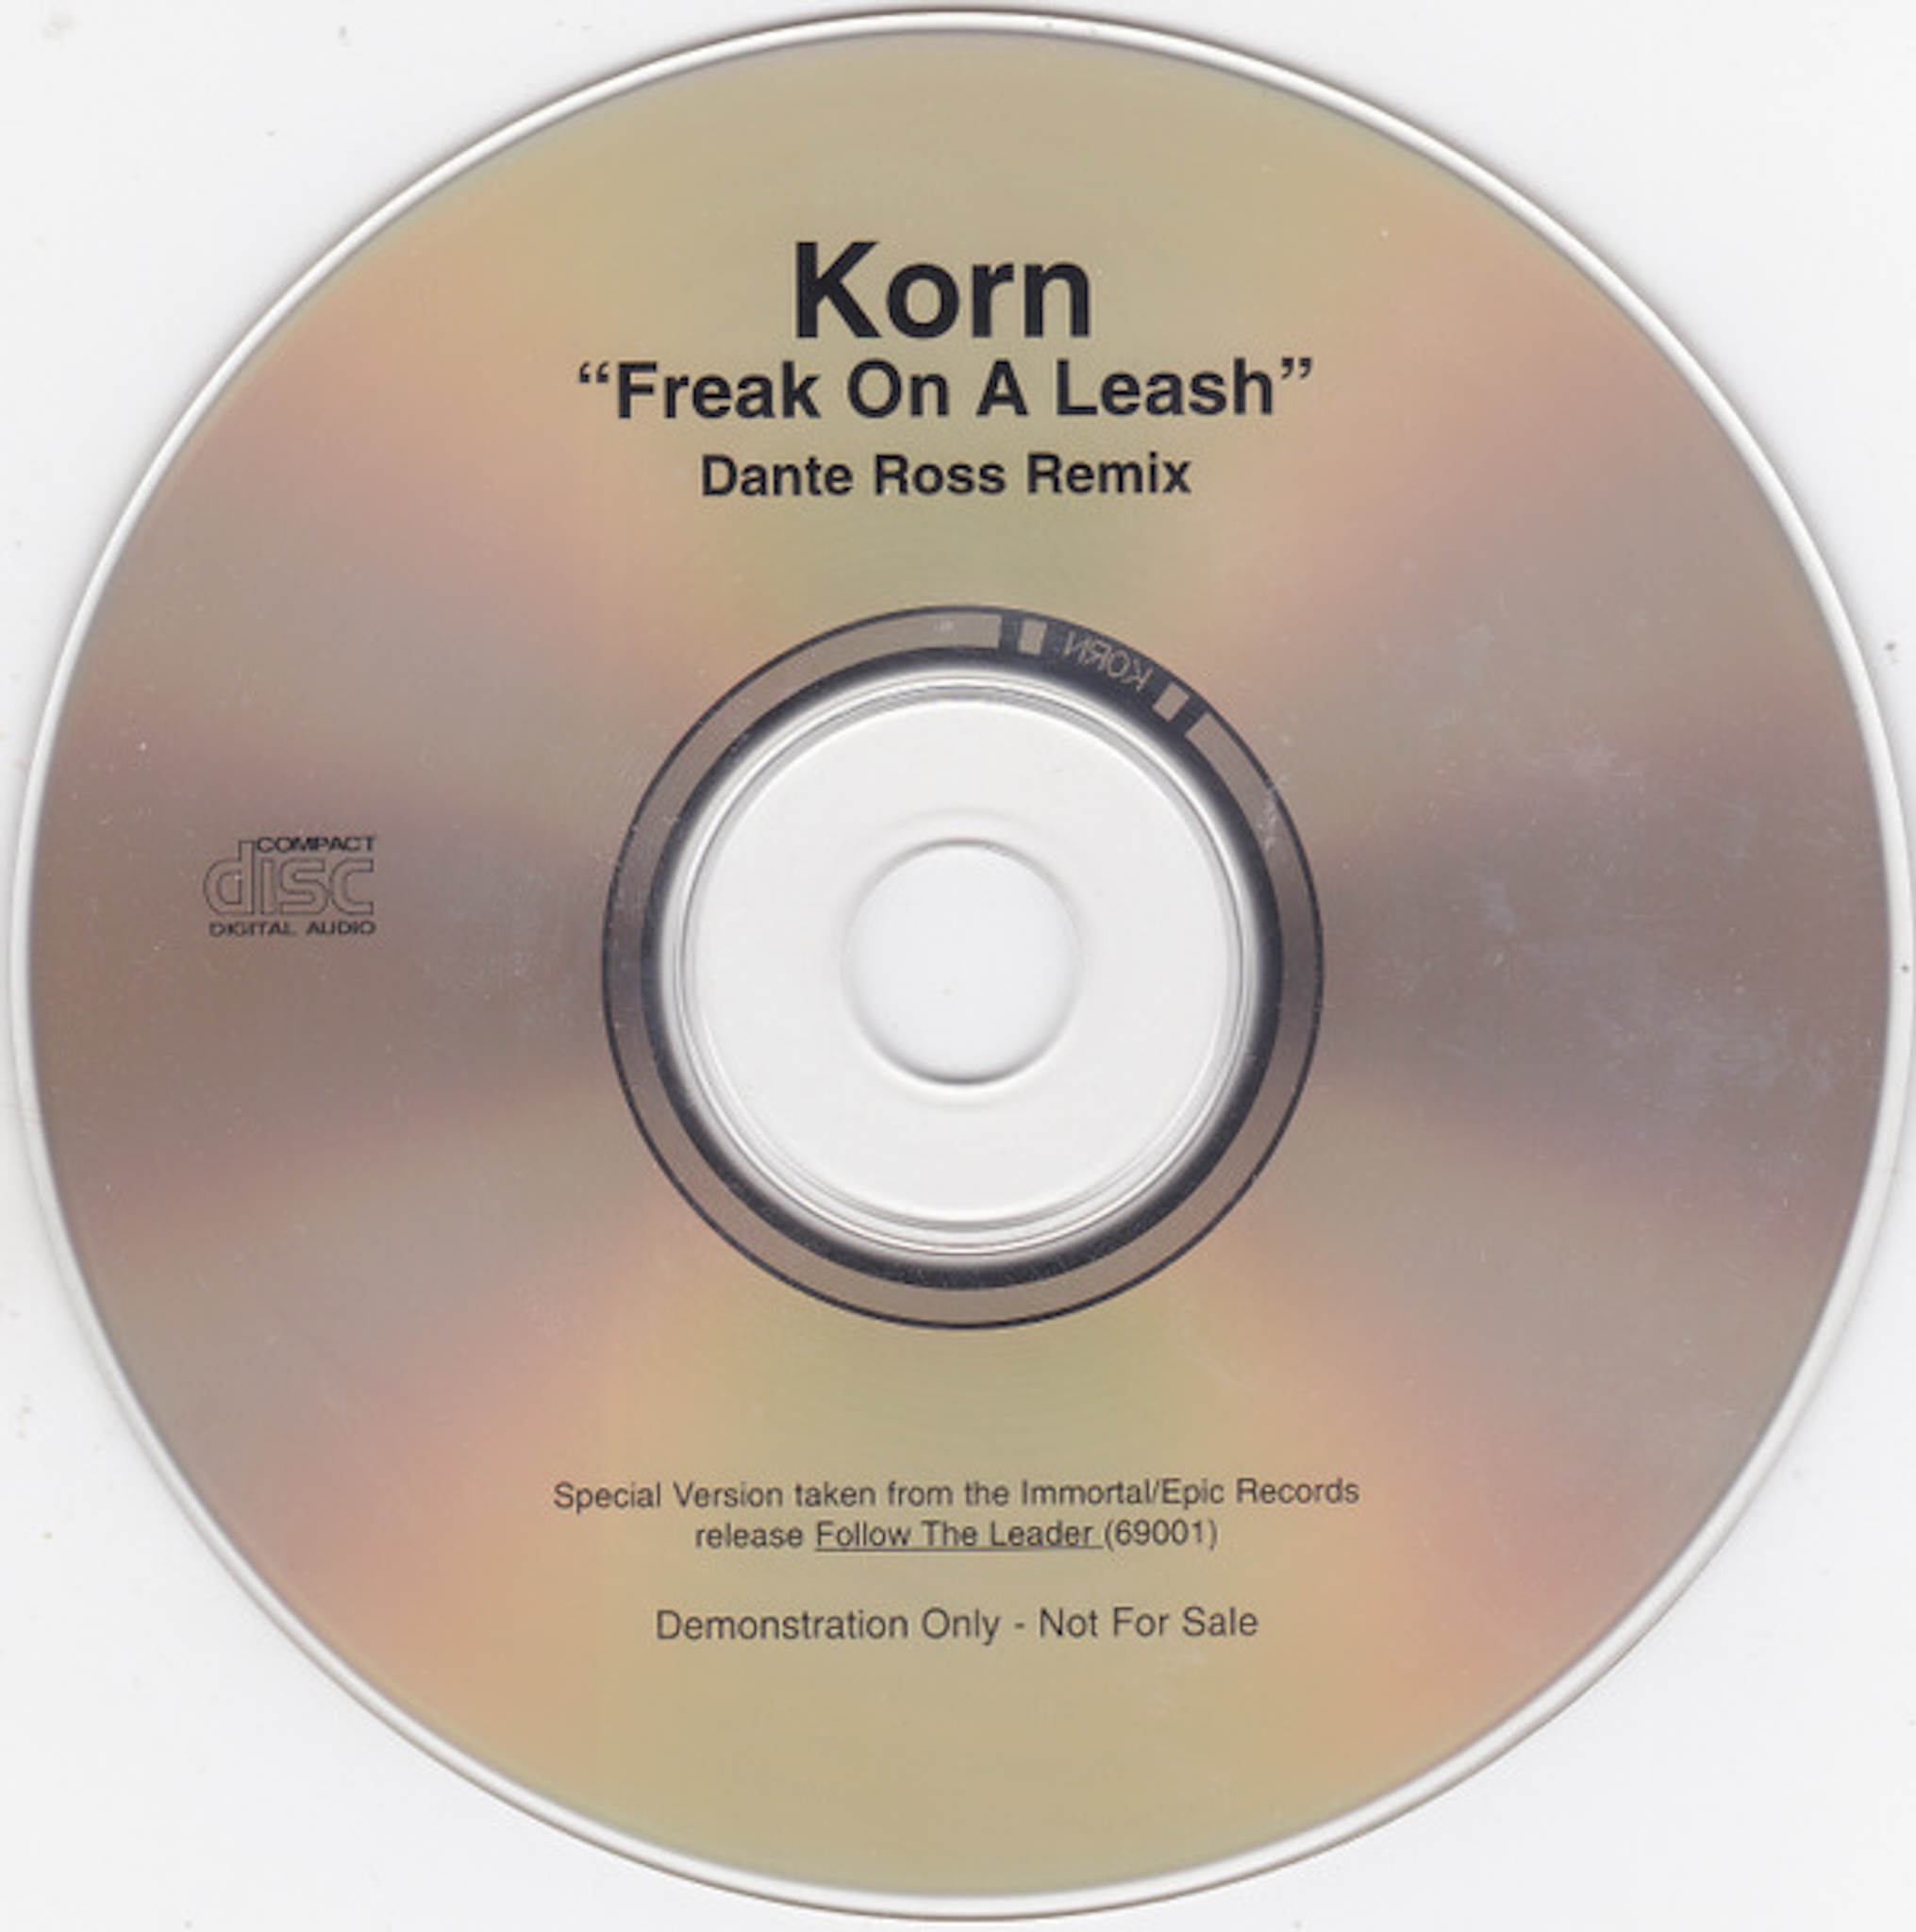 Korn
“Freak On A Leash”
Dante Ross Remix
KORN
COMPACT
disc
DIGITAL AUDIO
Special Version taken from the Immortal/Epic Records
release Follow The Leader (69001)
Demonstration Only - Not For Sale